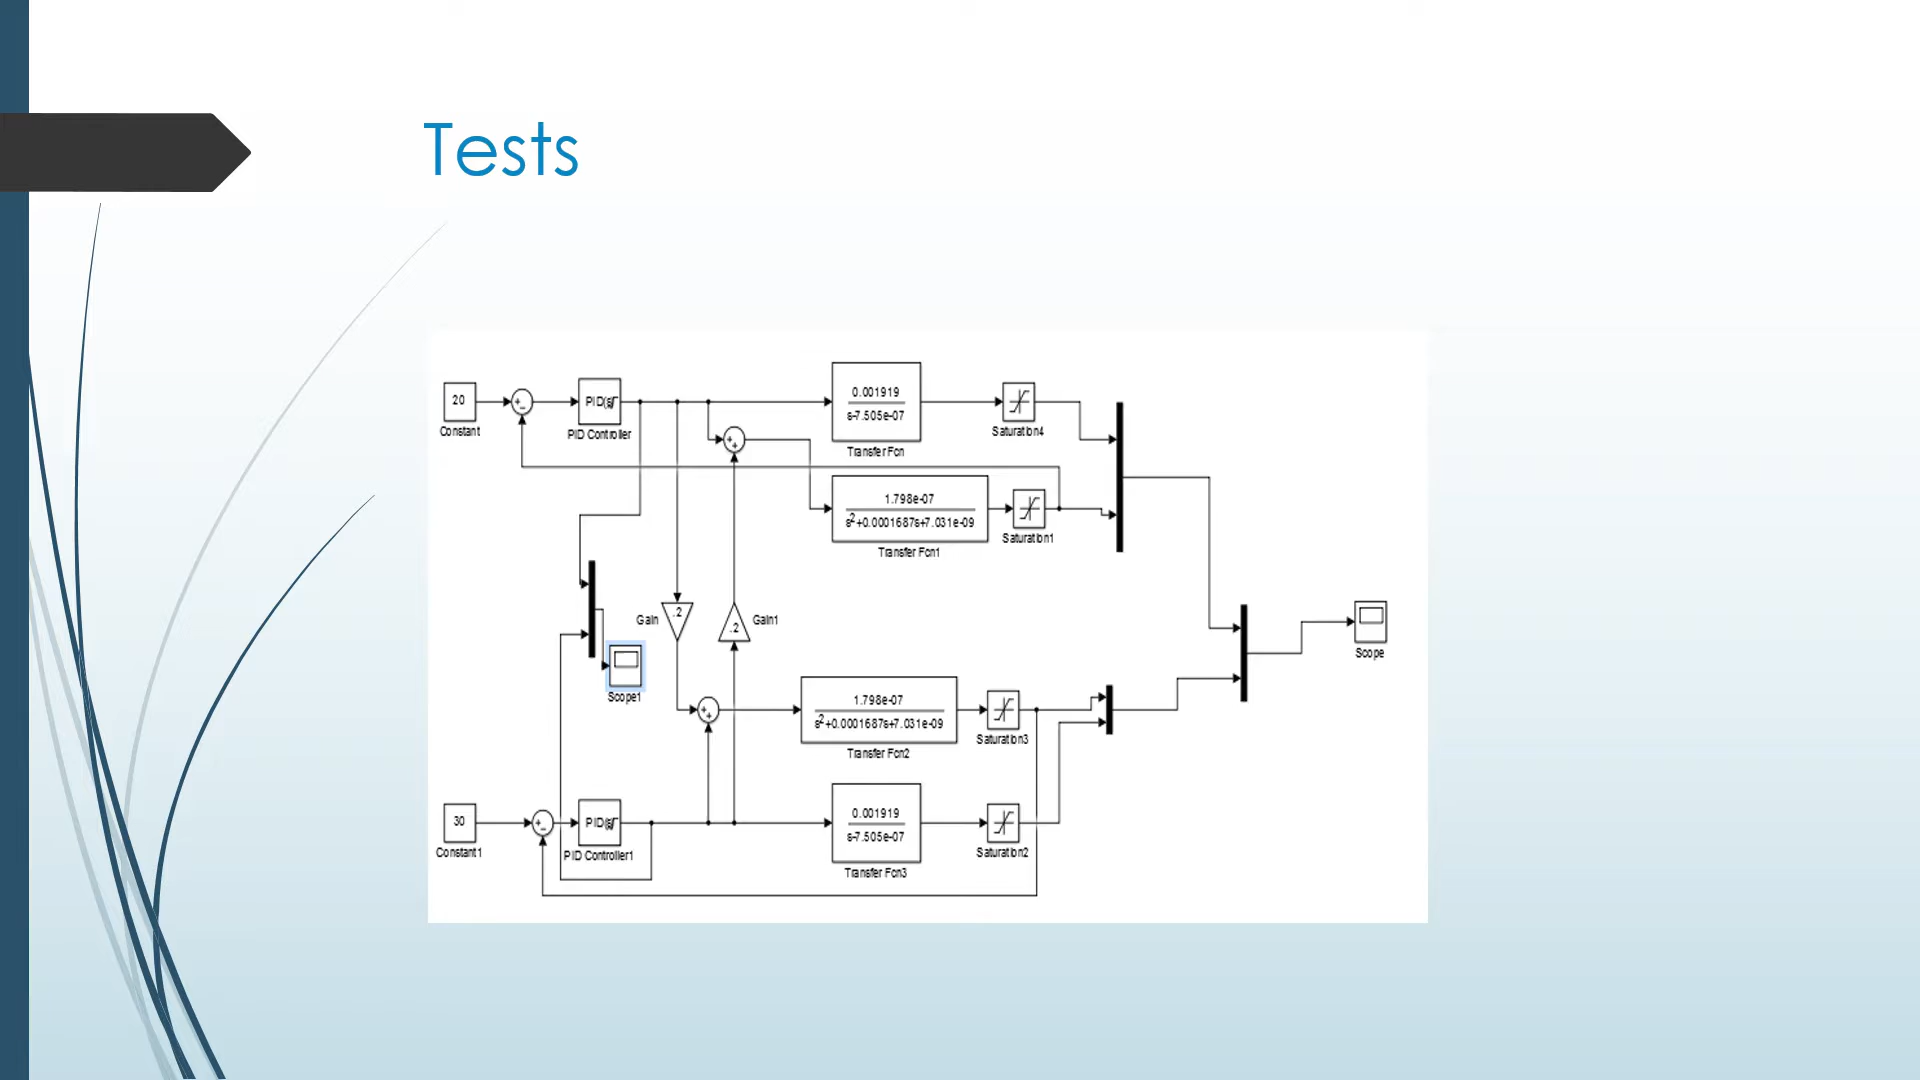 Tests
20
Constant
PID(s)
PID Controller
0.001919
s-7.505e-07
Transfer Fcn
Saturation4
1.798e-07
s²+0.0001687s+7.031e-09
Transfer Fcn1
Saturation1
.2
Gain
.2
Gain1
Scope1
Scope
1.798e-07
s²+0.0001687s+7.031e-09
Transfer Fcn2
Saturation3
30
Constant1
PID(s)
PID Controller1
0.001919
s-7.505e-07
Transfer Fcn3
Saturation2